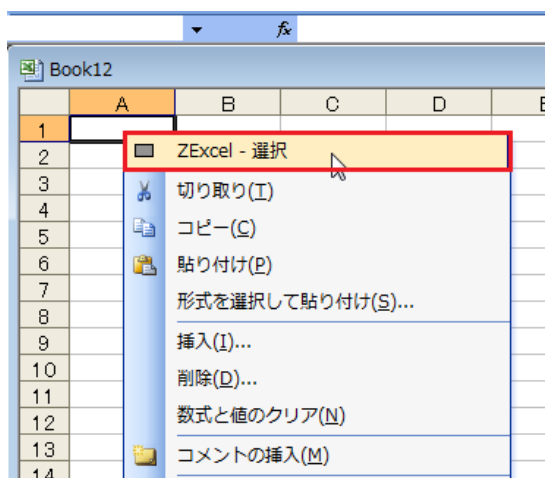 fx
Book12
A B C D E
1
2
3
4
5
6
7
8
9
10
11
12
13
14
ZExcel - 選択
切り取り(T)
コピー(C)
貼り付け(P)
形式を選択して貼り付け(S)...
挿入(I)...
削除(D)...
数式と値のクリア(N)
コメントの挿入(M)